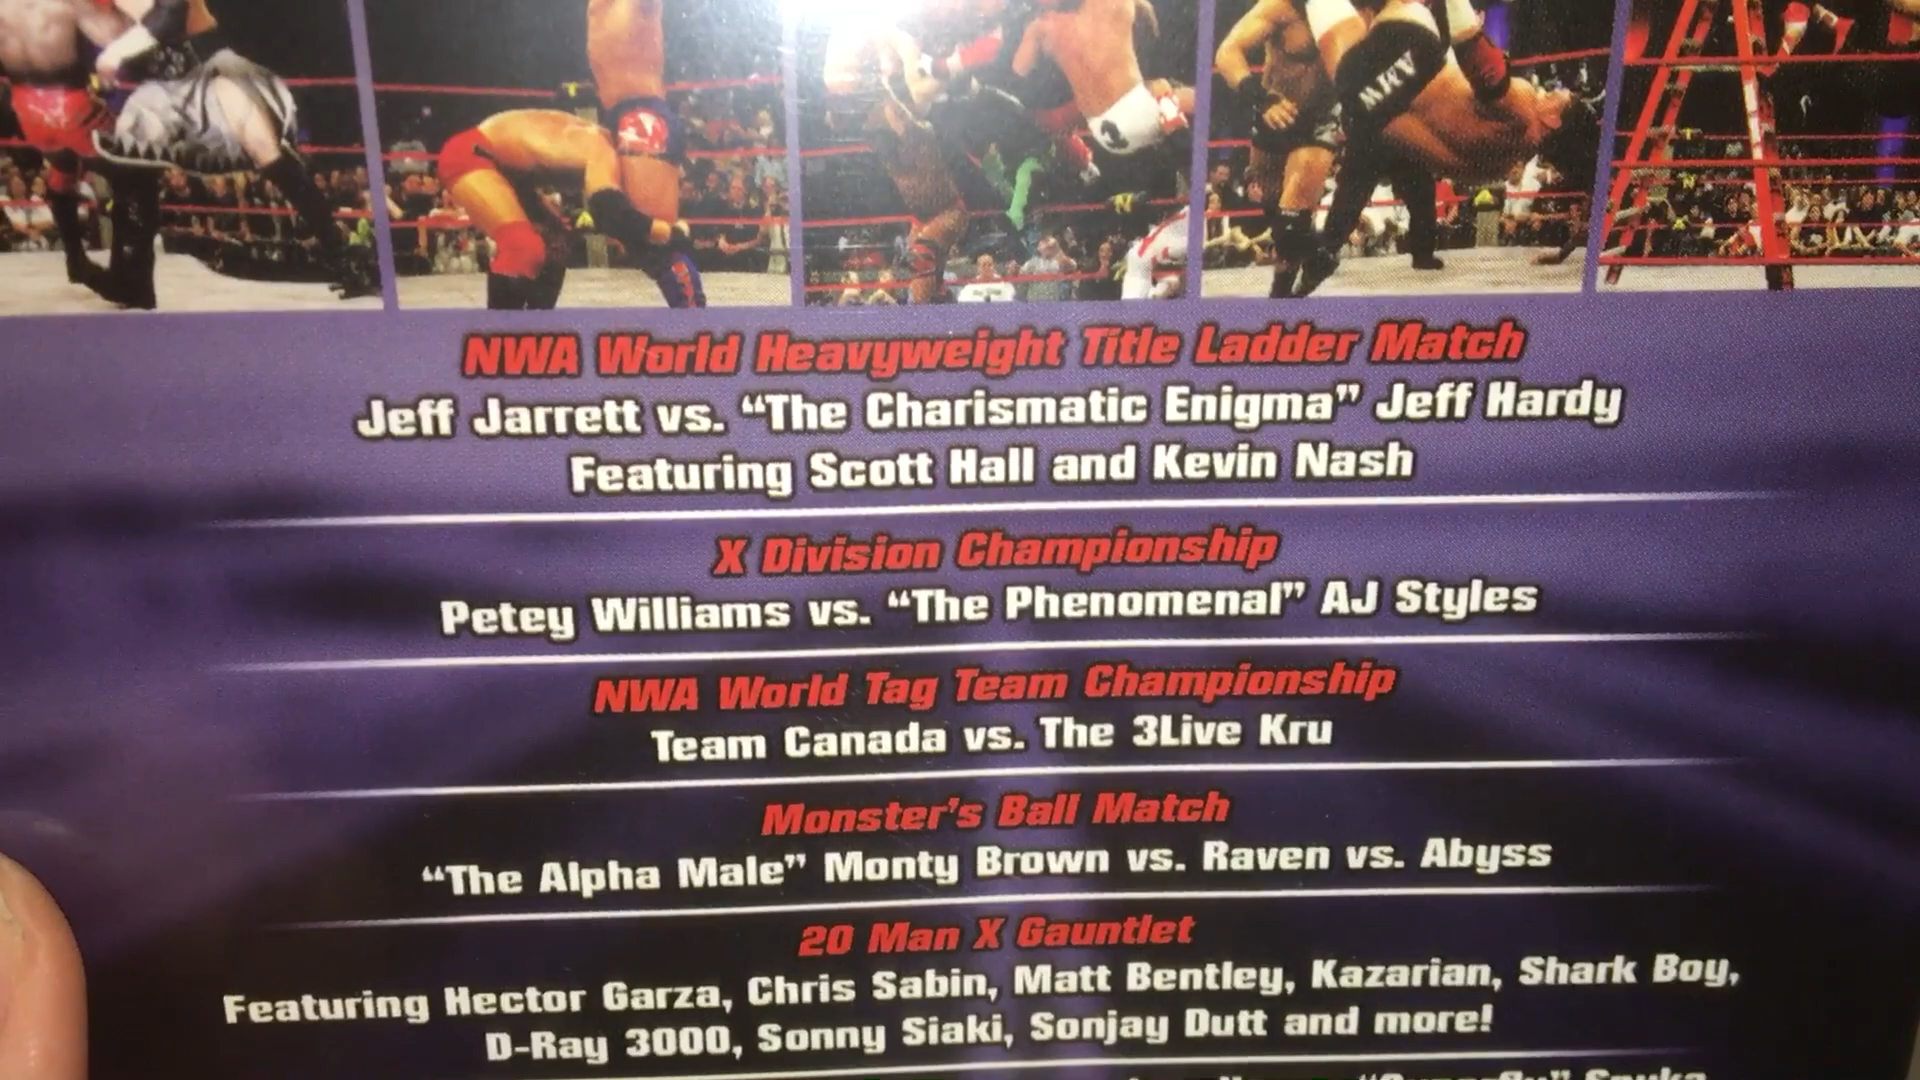 AMW
NWA World Heavyweight Title Ladder Match
Jeff Jarrett vs. “The Charismatic Enigma” Jeff Hardy
Featuring Scott Hall and Kevin Nash
X Division Championship
Petey Williams vs. “The Phenomenal” AJ Styles
NWA World Tag Team Championship
Team Canada vs. The 3Live Kru
Monster’s Ball Match
“The Alpha Male” Monty Brown vs. Raven vs. Abyss
20 Man X Gauntlet
Featuring Hector Garza, Chris Sabin, Matt Bentley, Kazarian, Shark Boy,
D-Ray 3000, Sonny Siaki, Sonjay Dutt and more!